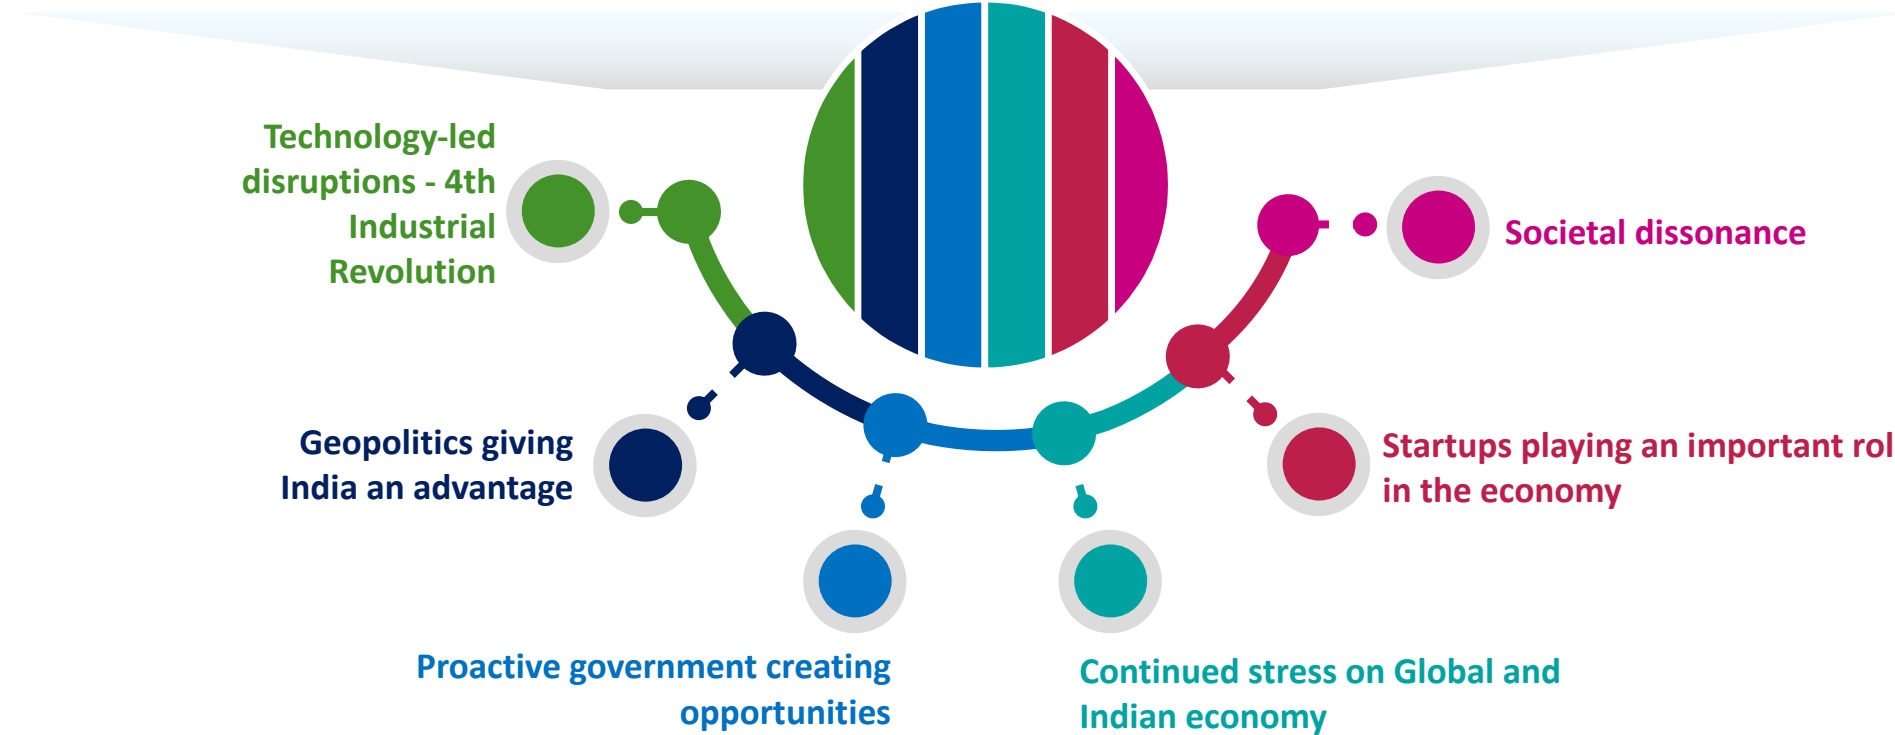 Technology-led
disruptions - 4th
Industrial
Revolution
Geopolitics giving
India an advantage
Proactive government creating
opportunities
Continued stress on Global and
Indian economy
Startups playing an important rol
in the economy
Societal dissonance